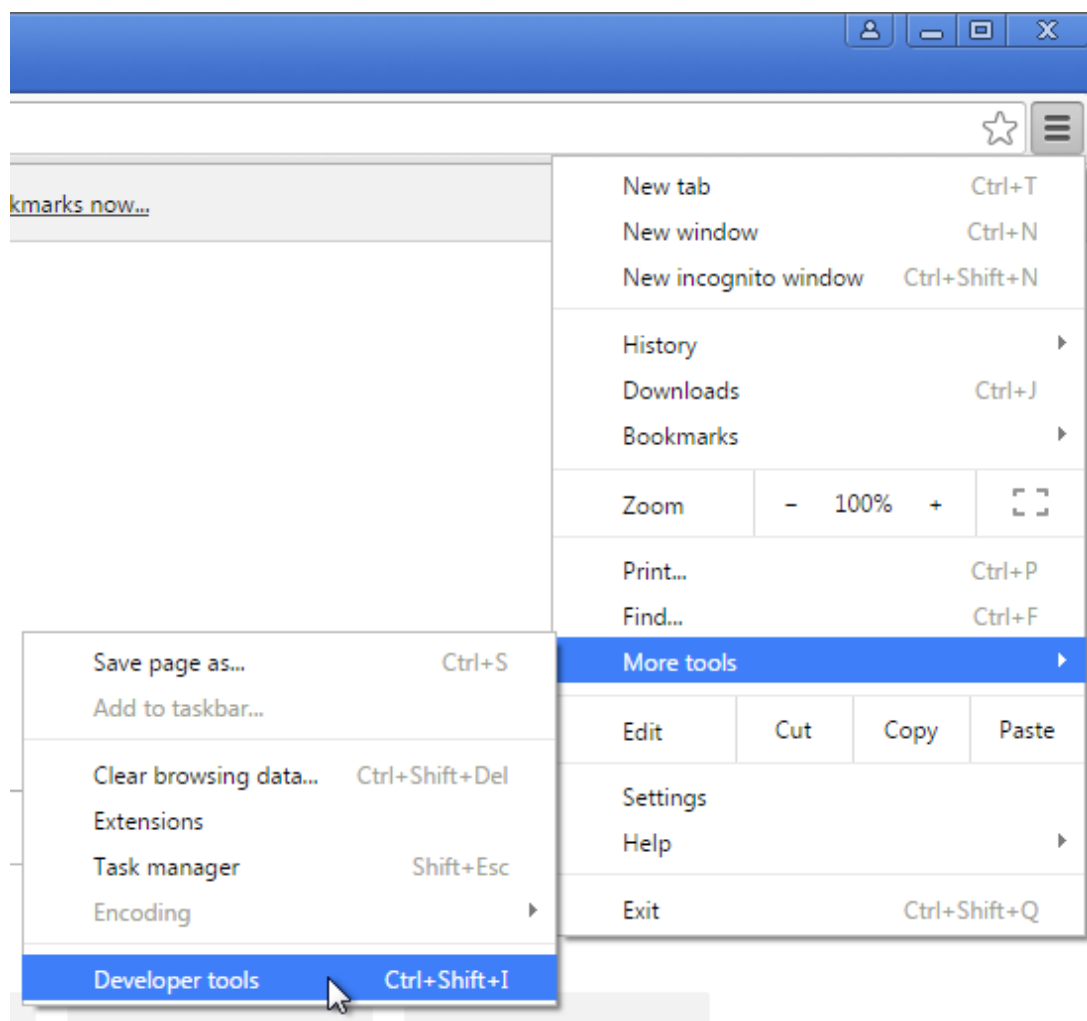 kmarks now...
New tab Ctrl+T
New window Ctrl+N
New incognito window Ctrl+Shift+N
History
Downloads Ctrl+J
Bookmarks
Zoom - 100% +
Print... Ctrl+P
Find... Ctrl+F
More tools
Edit Cut Copy Paste
Settings
Help
Exit Ctrl+Shift+Q
Save page as... Ctrl+S
Add to taskbar...
Clear browsing data... Ctrl+Shift+Del
Extensions
Task manager Shift+Esc
Encoding
Developer tools Ctrl+Shift+I